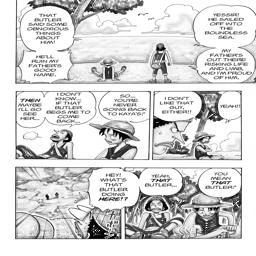 YESSIR!
HE SAILED
OFF INTO
THE
BOUNDLESS
SEA.
MY
FATHER'S
OUT THERE
RISKING LIFE
AND LIMB,
AND I'M PROUD
OF HIM.
THAT
BUTLER
SAID SOME
OBNOXIOUS
THINGS
ABOUT
HIM!
HE'LL
RUIN MY
FATHER'S
GOOD
NAME.
YEAH!!
I DON'T
LIKE THAT
GUY,
EITHER!!
SO...
YOU'RE
NEVER
GOING BACK
TO KAYA'S?
I DON'T
KNOW...
IF THAT
BUTLER
BEGS ME TO
COME
BACK...
THEN
MAYBE
I'LL GO
SEE
HER...
YOU
MEAN
THAT
BUTLER?
YEAH,
THAT
BUTLER...
HEY!
WHAT'S
THAT
BUTLER
DOING
HERE!?